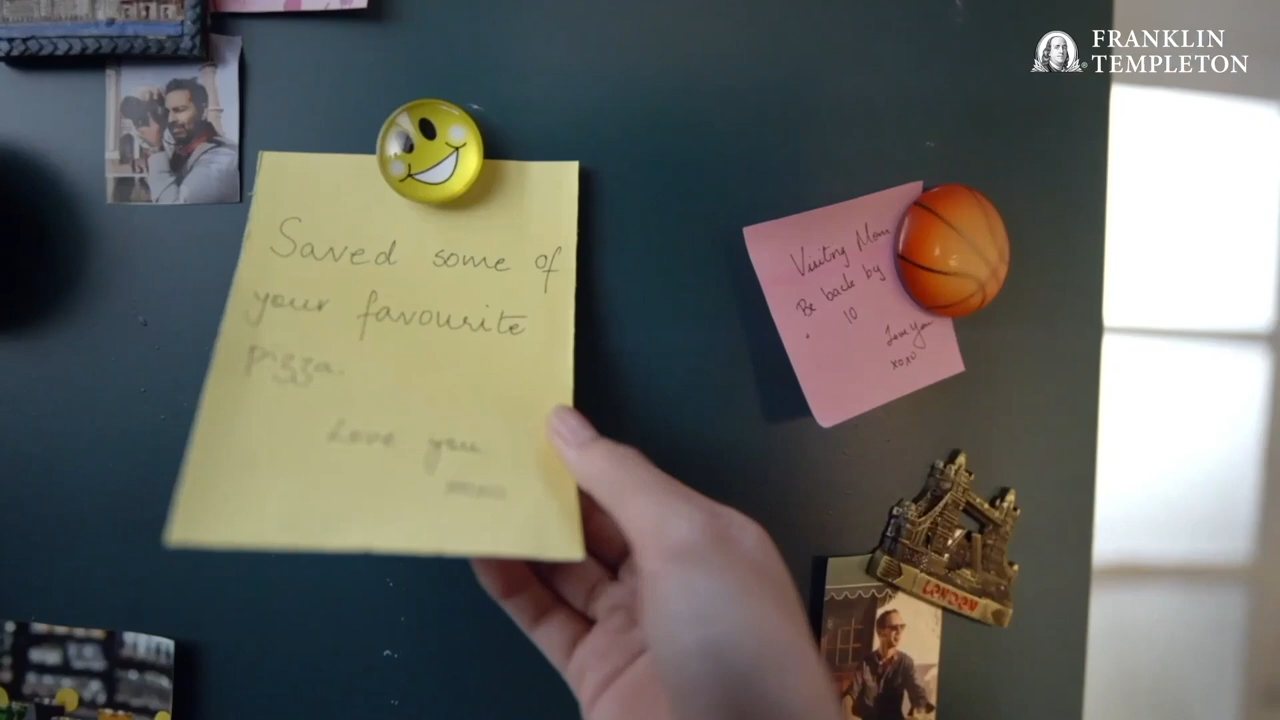 FRANKLIN
TEMPLETON
Saved some of
your favourite
pizza.
Love you
xoxo
Visiting Mom
Be back by
10
Love you
xoxo
LONDON